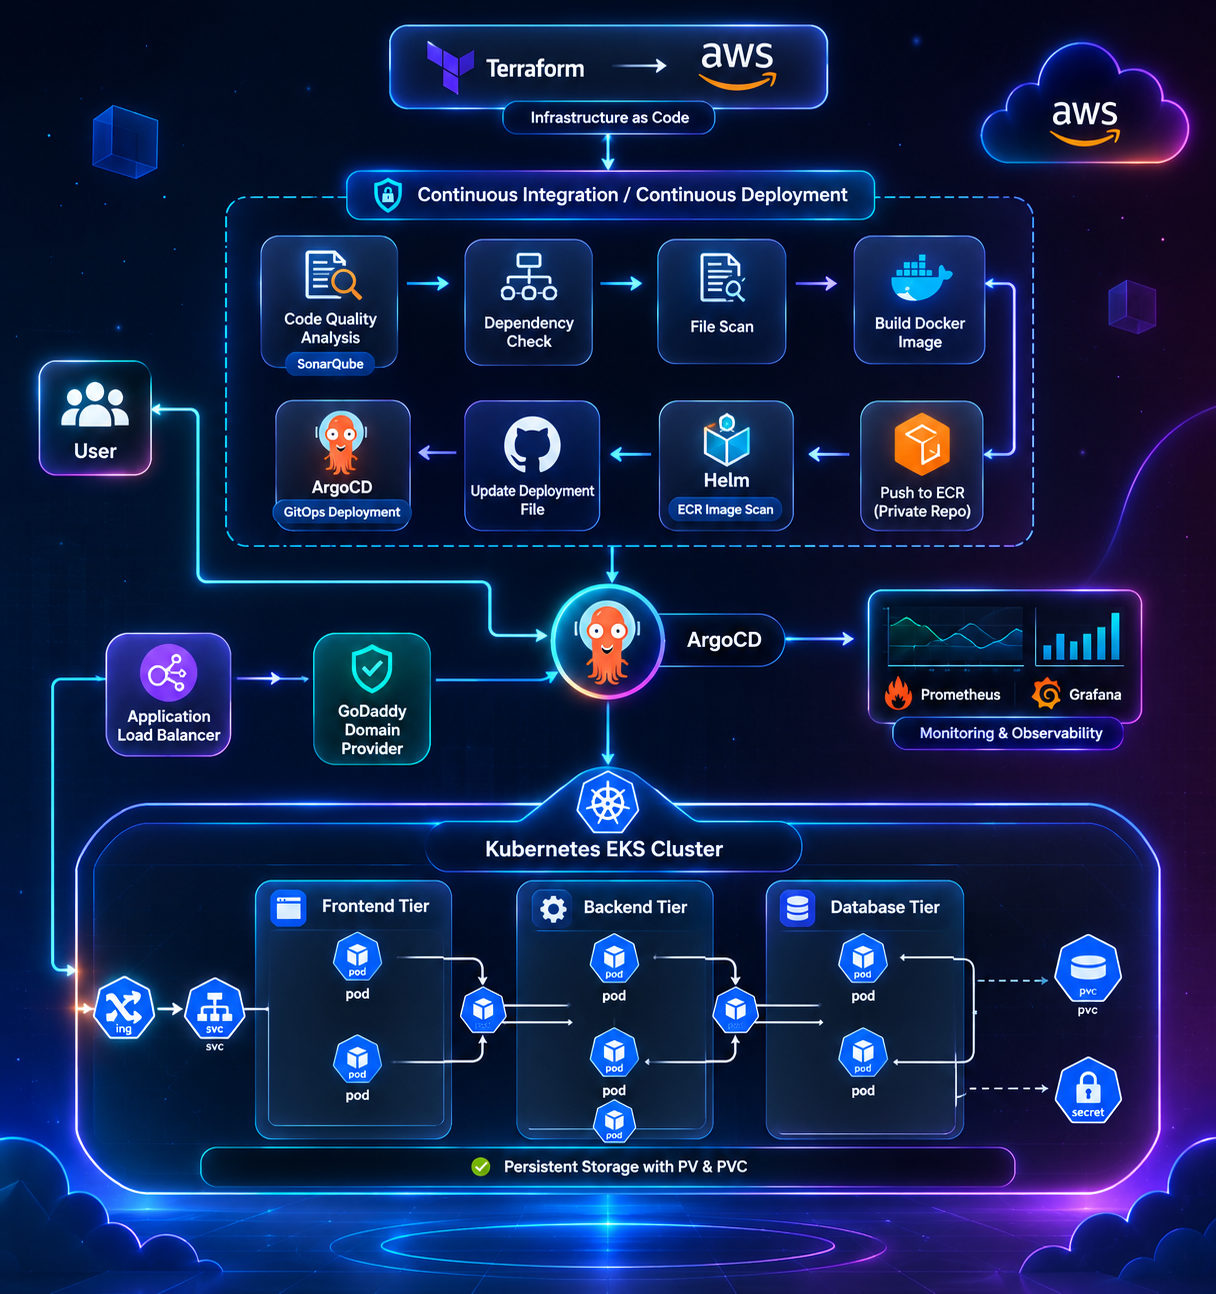 Terraform
aws
Infrastructure as Code
aws
Continuous Integration / Continuous Deployment
Code Quality
Analysis
SonarQube
Dependency
Check
File Scan
Build Docker
Image
User
ArgoCD
GitOps Deployment
Update Deployment
File
Helm
ECR Image Scan
Push to ECR
(Private Repo)
ArgoCD
Prometheus
Grafana
Monitoring & Observability
Application
Load Balancer
GoDaddy
Domain
Provider
Kubernetes EKS Cluster
Frontend Tier
Backend Tier
Database Tier
pod
pod
pod
pod
pod
pod
pvc
pvc
ing
svc
svc
pod
pod
pod
pod
pod
pod
secret
pod
Persistent Storage with PV & PVC